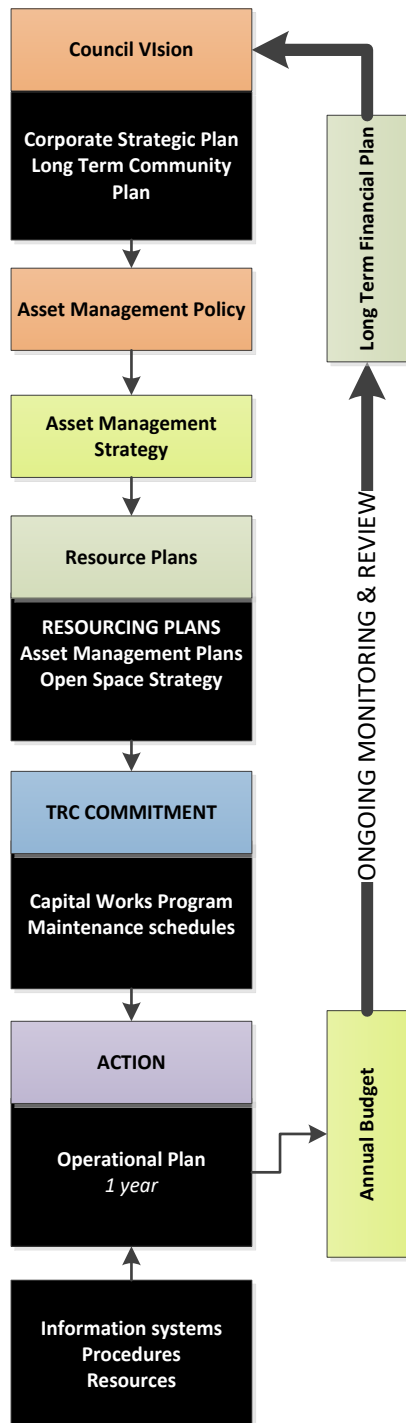 Council VIsion
Corporate Strategic Plan
Long Term Community
Plan
Asset Management Policy
Asset Management
Strategy
Resource Plans
RESOURCING PLANS
Asset Management Plans
Open Space Strategy
TRC COMMITMENT
Capital Works Program
Maintenance schedules
ACTION
Operational Plan
1 year
Information systems
Procedures
Resources
Annual Budget
ONGOING MONITORING & REVIEW
Long Term Financial Plan